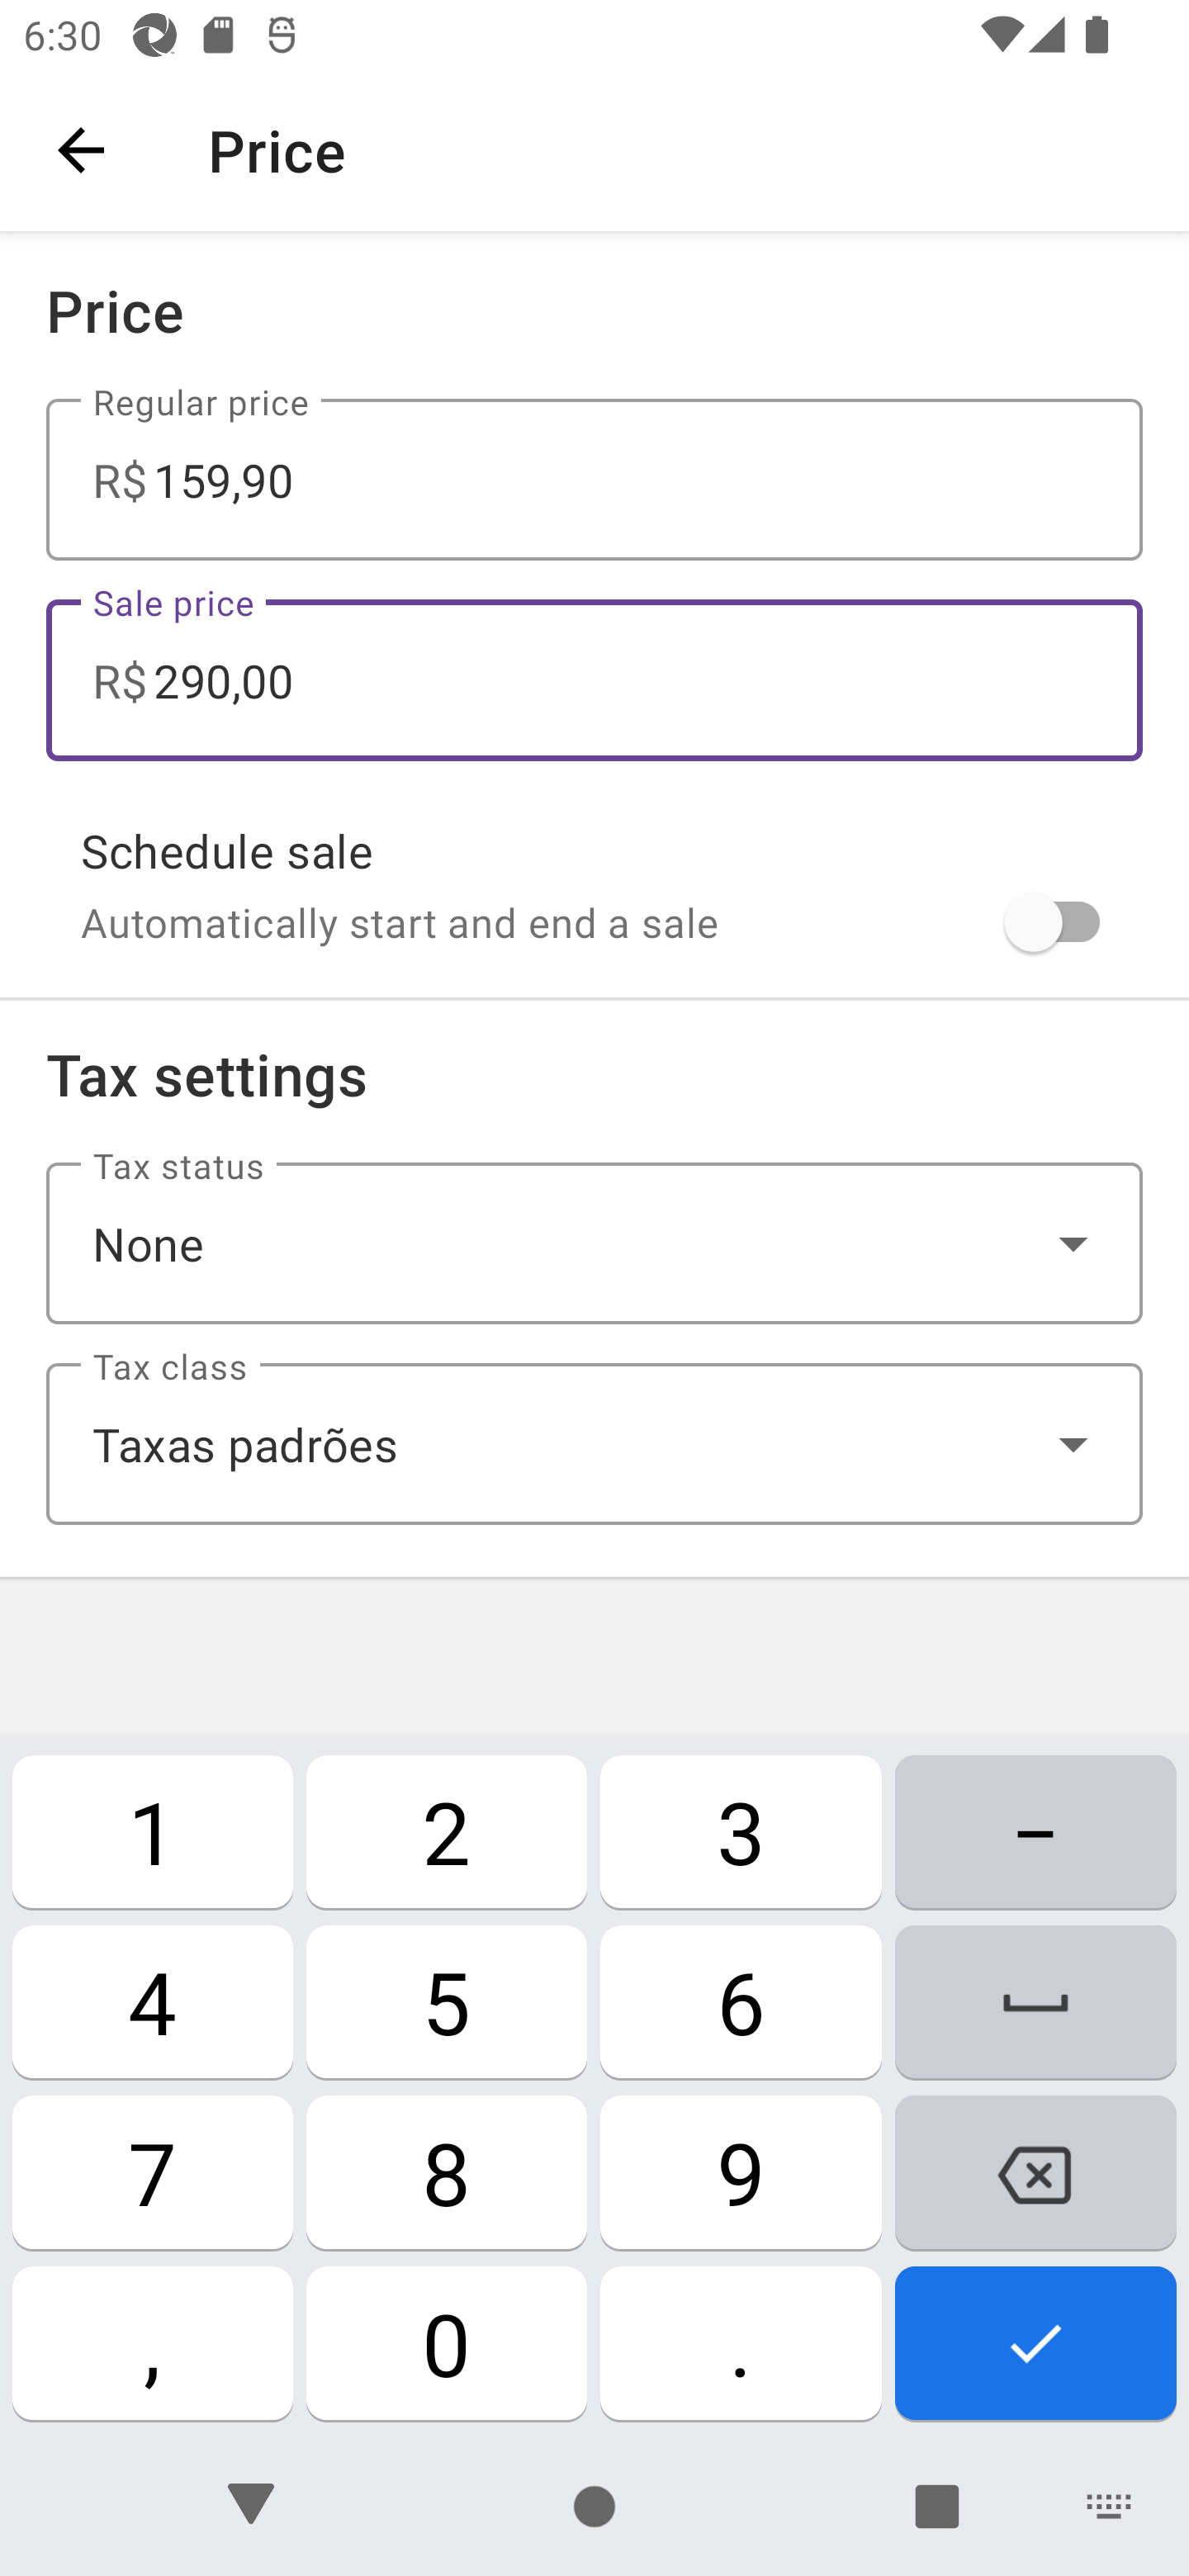 6:30
Price
Price
Regular price
R$ 159,90
Sale price
R$ 290,00
Schedule sale
Automatically start and end a sale
Tax settings
Tax status
None
Tax class
Taxas padrões
1 2 3 –
4 5 6
7 8 9
, 0 .